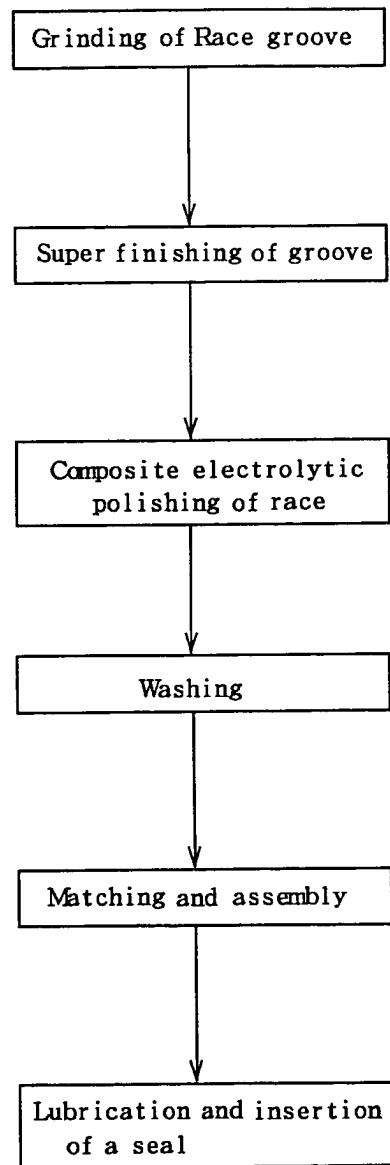 Grinding of Race groove
Super finishing of groove
Composite electrolytic
polishing of race
Washing
Matching and assembly
Lubrication and insertion
of a seal